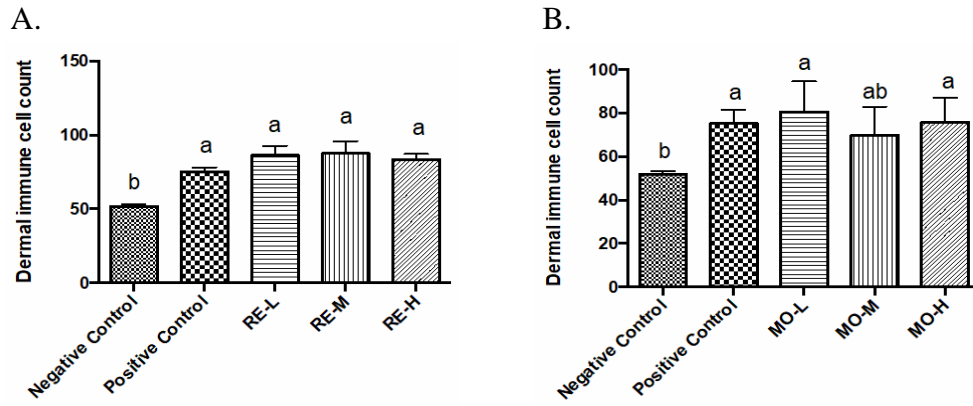 A.
Dermal immune cell count
150
100
50
0
b
a
a
a
a
Negative Control
Positive Control
RE-L
RE-M
RE-H
B.
Dermal immune cell count
100
80
60
40
20
0
b
a
a
ab
a
Negative Control
Positive Control
MO-L
MO-M
MO-H